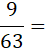 9/63 =